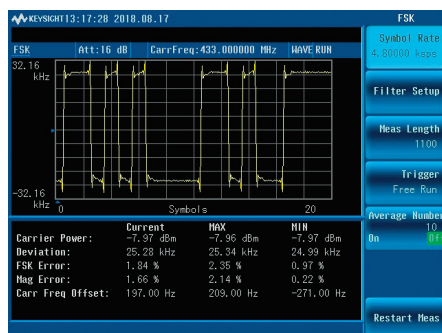 KEYSIGHT 13:17:28 2018.08.17
FSK
FSK Att:16 dB CarrFreq:433.000000 MHz WAVE RUN
Symbol Rate
4.80000 ksps
32.16
kHz
Filter Setup
Meas Length
1100
Trigger
Free Run
-32.16
kHz
0 Symbols 20
Average Number
10
On Off
Current MAX MIN
Carrier Power: -7.97 dBm -7.96 dBm -7.97 dBm
Deviation: 25.28 kHz 25.34 kHz 24.99 kHz
FSK Error: 1.84 % 2.35 % 0.97 %
Mag Error: 1.66 % 2.14 % 0.22 %
Carr Freq Offset: 197.00 Hz 209.00 Hz -271.00 Hz
Restart Meas